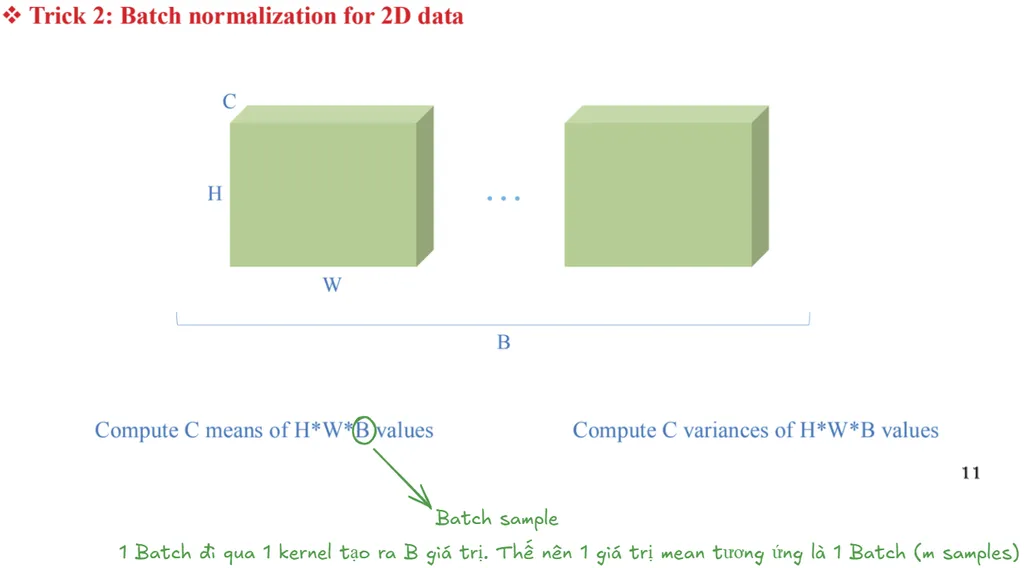 ❖ Trick 2: Batch normalization for 2D data
C
H
...
W
B
Compute C means of H*W*B values
Compute C variances of H*W*B values
11
Batch sample
1 Batch đi qua 1 kernel tạo ra B giá trị. Thế nên 1 giá trị mean tương ứng là 1 Batch (m samples)